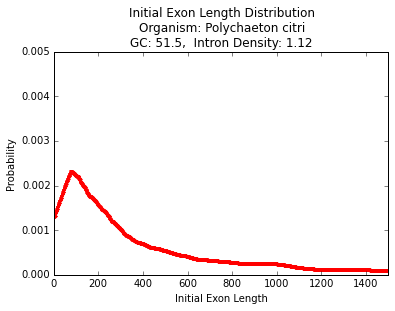 Initial Exon Length Distribution
Organism: Polychaeton citri
GC: 51.5,  Intron Density: 1.12
0.005
0.004
0.003
0.002
0.001
0.000
Probability
0 200 400 600 800 1000 1200 1400
Initial Exon Length